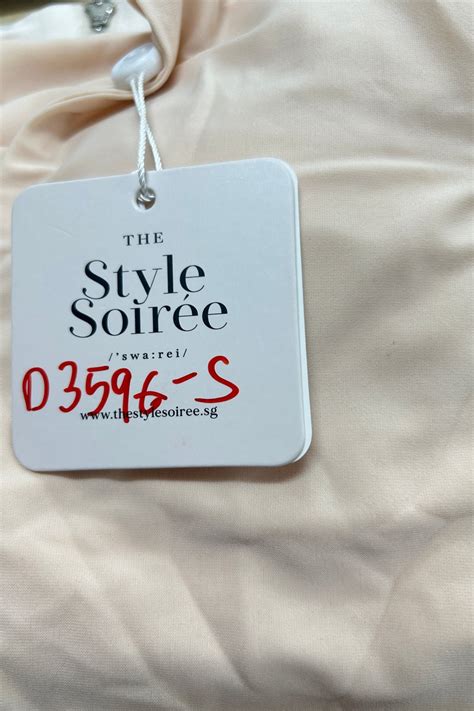 THE
Style
Soirée
/'swa:rei/
D3596-S
www.thestylesoiree.sg